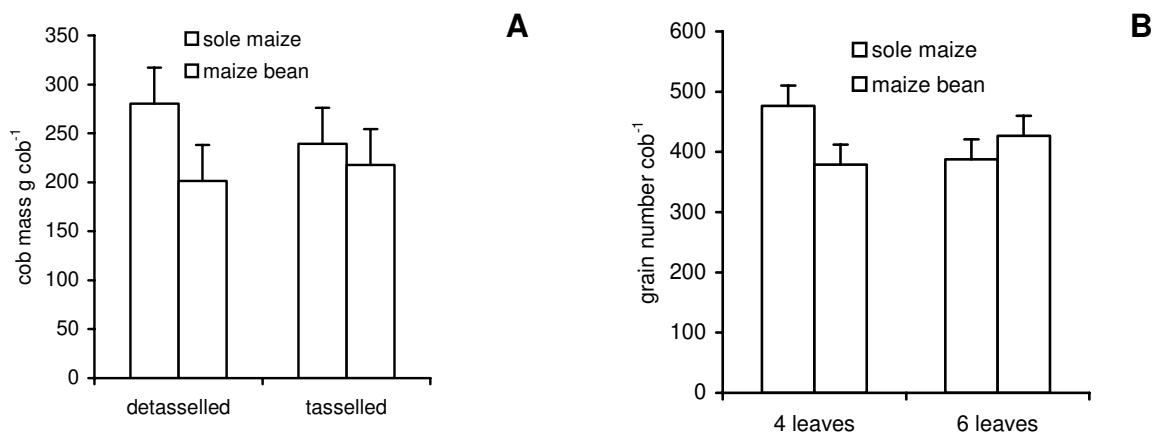 A
cob mass g cob⁻¹
350
300
250
200
150
100
50
0
sole maize
maize bean
detasselled
tasselled
B
grain number cob⁻¹
600
500
400
300
200
100
0
sole maize
maize bean
4 leaves
6 leaves